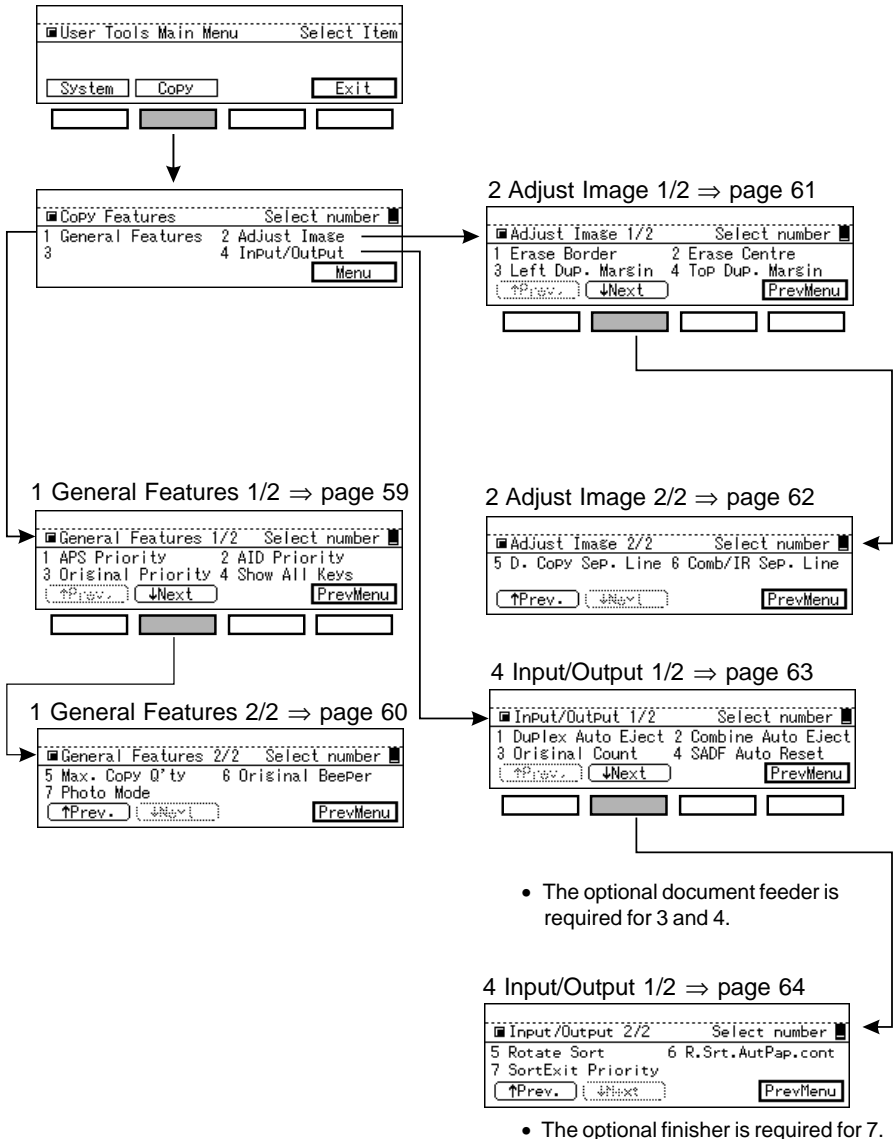 User Tools Main Menu Select Item
System Copy Exit
Copy Features Select number
1 General Features 2 Adjust Image
3 4 Input/Output
Menu
1 General Features 1/2 ⇒ page 59
General Features 1/2 Select number
1 APS Priority 2 AID Priority
3 Original Priority 4 Show All Keys
↑Prev. ↓Next PrevMenu
1 General Features 2/2 ⇒ page 60
General Features 2/2 Select number
5 Max. Copy Q'ty 6 Original Beeper
7 Photo Mode
↑Prev. ↓Next PrevMenu
2 Adjust Image 1/2 ⇒ page 61
Adjust Image 1/2 Select number
1 Erase Border 2 Erase Centre
3 Left Dup. Margin 4 Top Dup. Margin
↑Prev. ↓Next PrevMenu
2 Adjust Image 2/2 ⇒ page 62
Adjust Image 2/2 Select number
5 D. Copy Sep. Line 6 Comb/IR Sep. Line
↑Prev. ↓Next PrevMenu
4 Input/Output 1/2 ⇒ page 63
Input/Output 1/2 Select number
1 Duplex Auto Eject 2 Combine Auto Eject
3 Original Count 4 SADF Auto Reset
↑Prev. ↓Next PrevMenu
• The optional document feeder is
required for 3 and 4.
4 Input/Output 1/2 ⇒ page 64
Input/Output 2/2 Select number
5 Rotate Sort 6 R.Srt.AutPap.cont
7 SortExit Priority
↑Prev. ↓Next PrevMenu
• The optional finisher is required for 7.